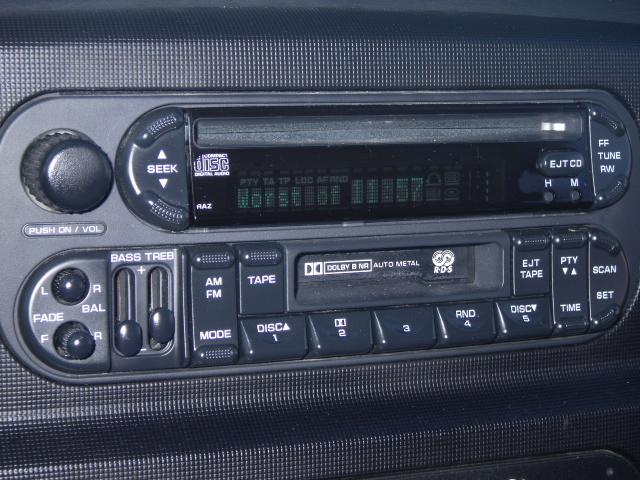 COMPACT
DISC
DIGITAL AUDIO
RAZ
PUSH ON / VOL
▲
SEEK
▼
PTY TA TP LOC AF RND
EJT CD
H M
FF
TUNE
RW
BASS TREB
+
-
L R
BAL
FADE
F R
AM
FM
MODE
TAPE
DOLBY B NR AUTO METAL
R·D·S
EJT
TAPE
PTY
▼▲
TIME
SCAN
SET
DISC▲
1
2
3
RND
4
DISC▼
5